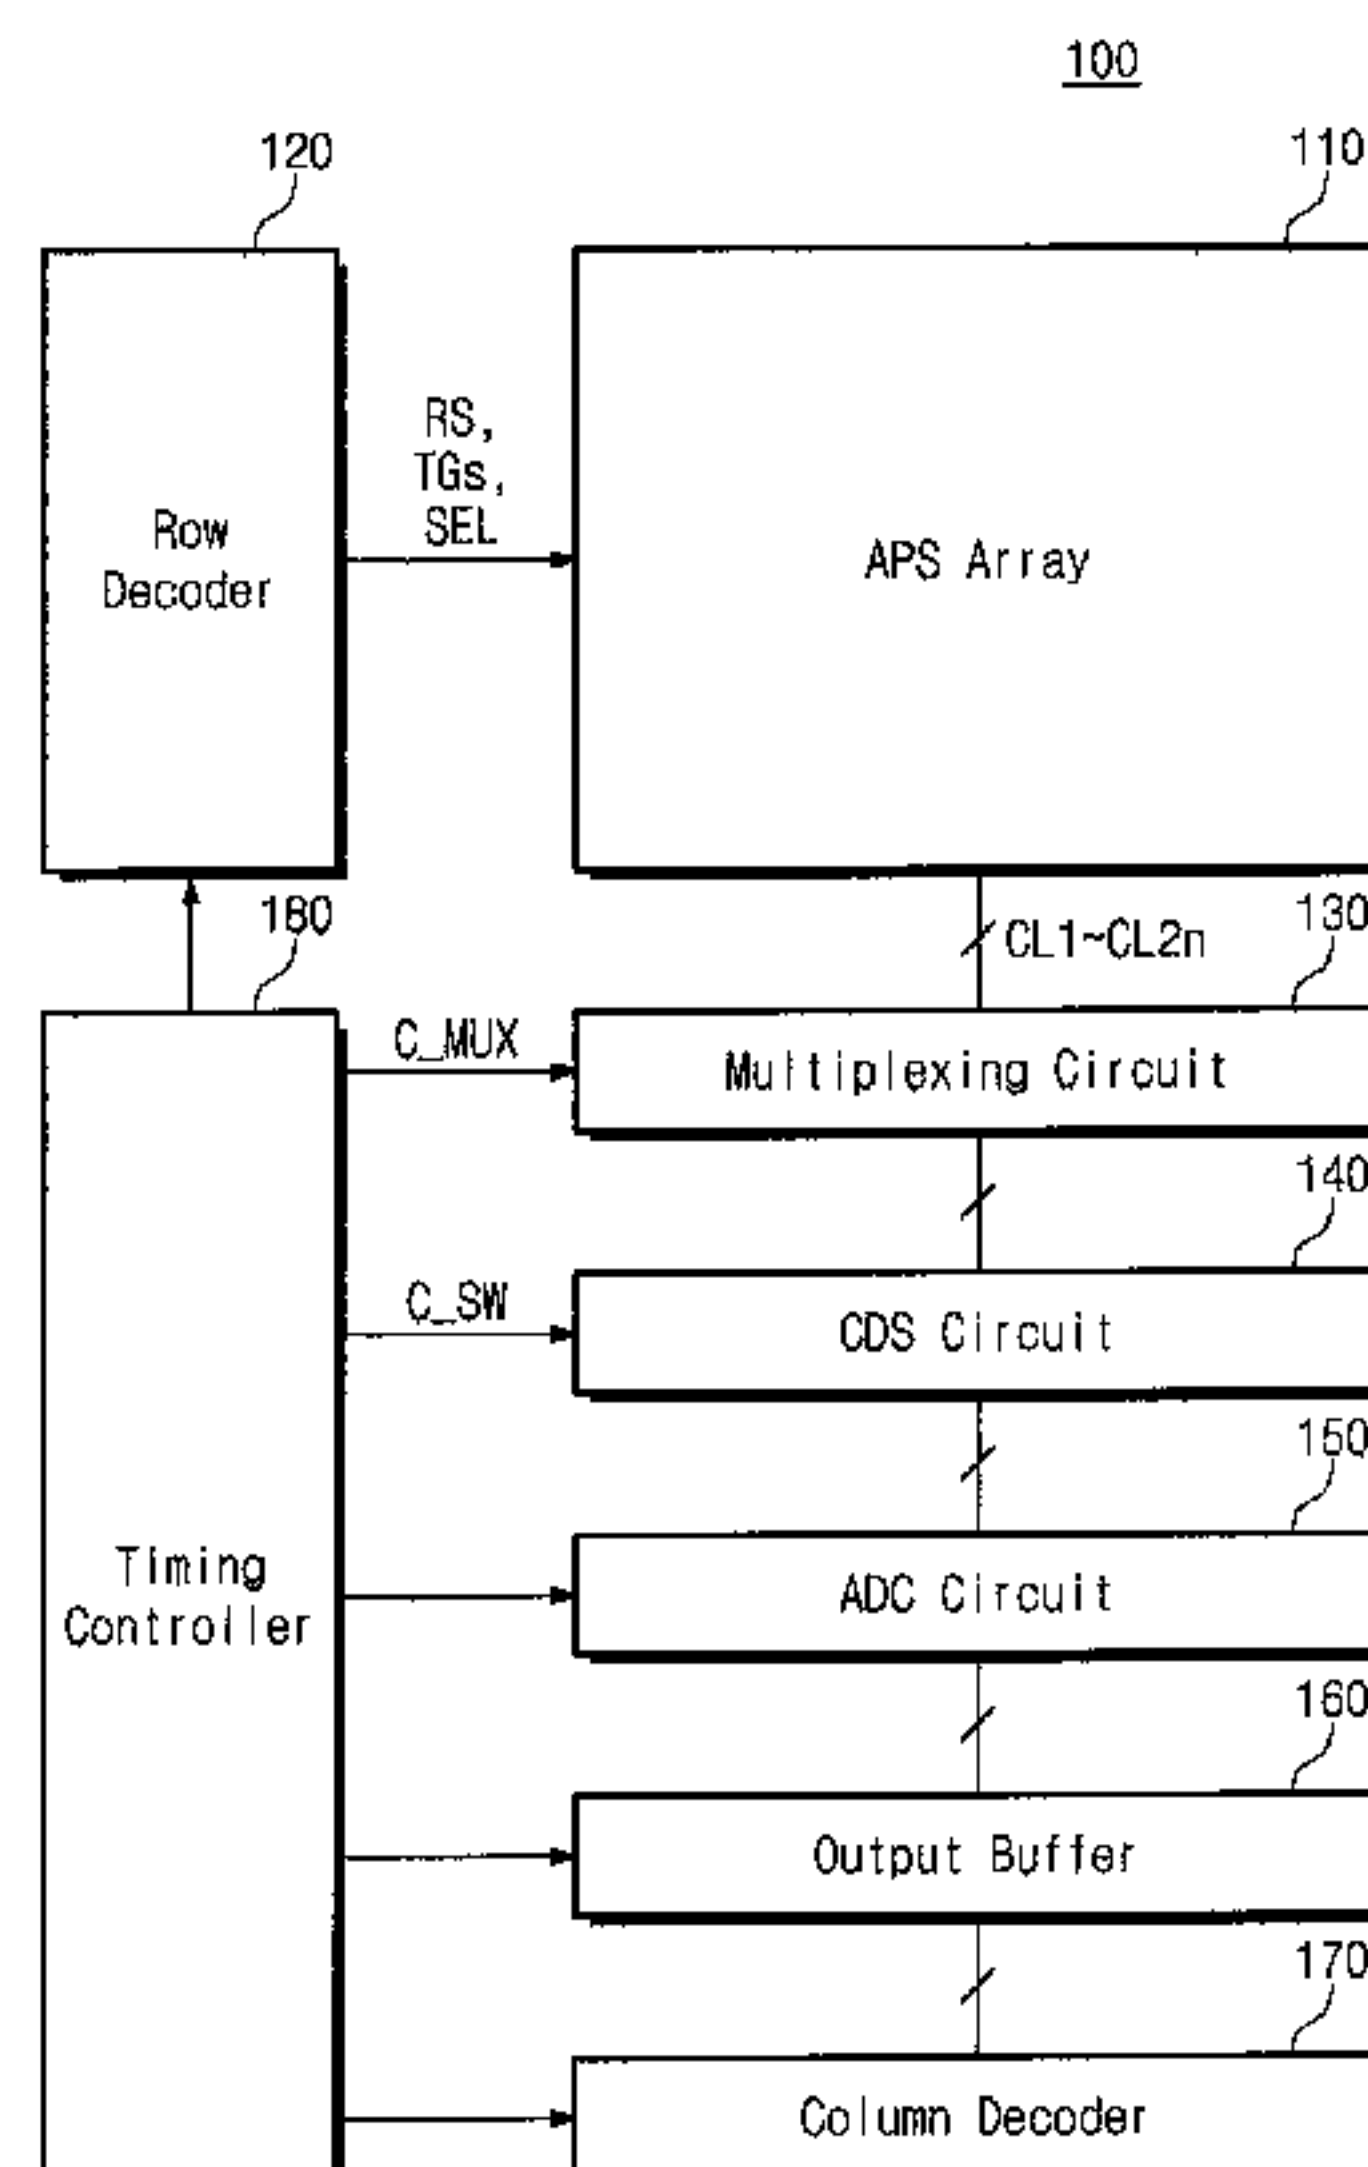 100
120
110
RS,
TGs,
SEL
Row
Decoder
APS Array
180
CL1~CL2n
130
C_MUX
Multiplexing Circuit
140
C_SW
CDS Circuit
150
Timing
Controller
ADC Circuit
160
Output Buffer
170
Column Decoder